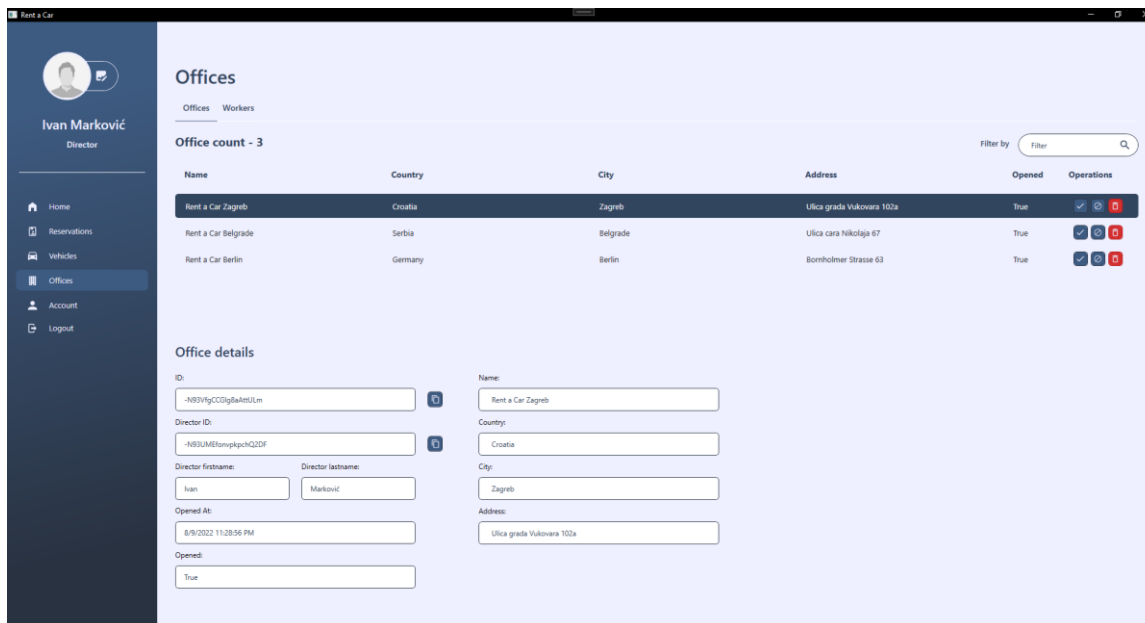 Rent a Car
Ivan Marković
Director
Home
Reservations
Vehicles
Offices
Account
Logout
Offices
Offices Workers
Office count - 3
Filter by Filter
Name Country City Address Opened Operations
Rent a Car Zagreb Croatia Zagreb Ulica grada Vukovara 102a True
Rent a Car Belgrade Serbia Belgrade Ulica cara Nikolaja 67 True
Rent a Car Berlin Germany Berlin Bornholmer Strasse 63 True
Office details
ID: Name:
-N93VfgCCGlg8aAttULm Rent a Car Zagreb
Director ID: Country:
-N93UMEfonvpkpchQ2DF Croatia
Director firstname: Director lastname: City:
Ivan Marković Zagreb
Opened At: Address:
8/9/2022 11:28:56 PM Ulica grada Vukovara 102a
Opened:
True